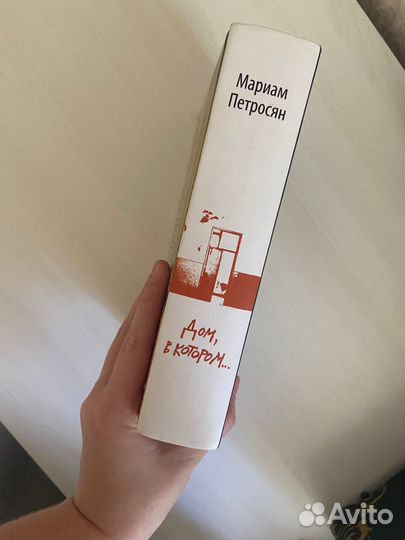 Мариам
Петросян
Дом,
в котором...
Avito